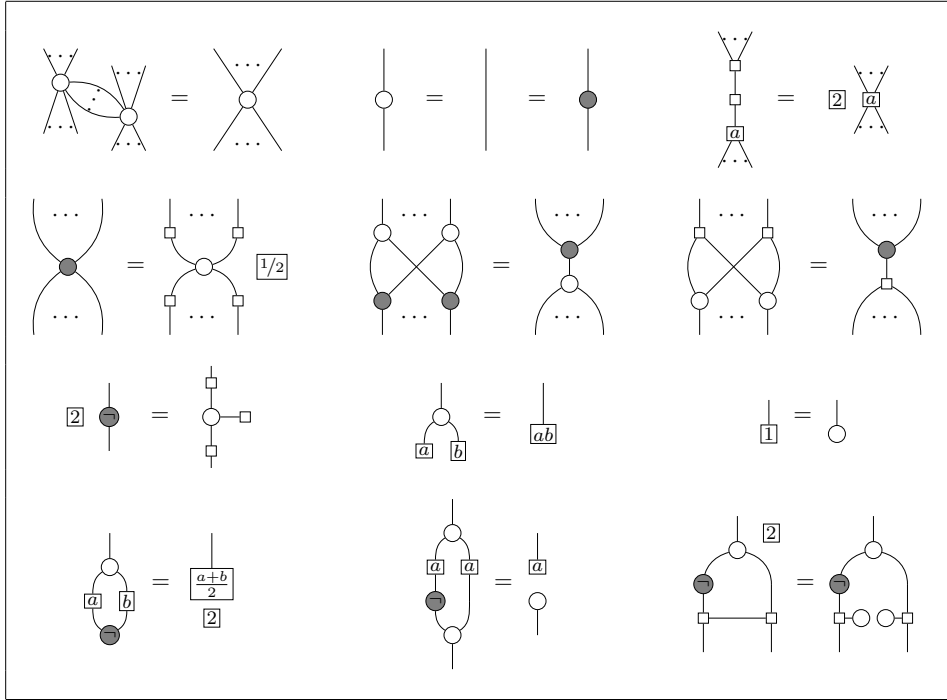 = = = a = 2 a
= 1/2 = =
2 ¬ = a b = ab 1 =
a b ¬ = a+b/2 2 a a ¬ = a ¬ 2 = ¬